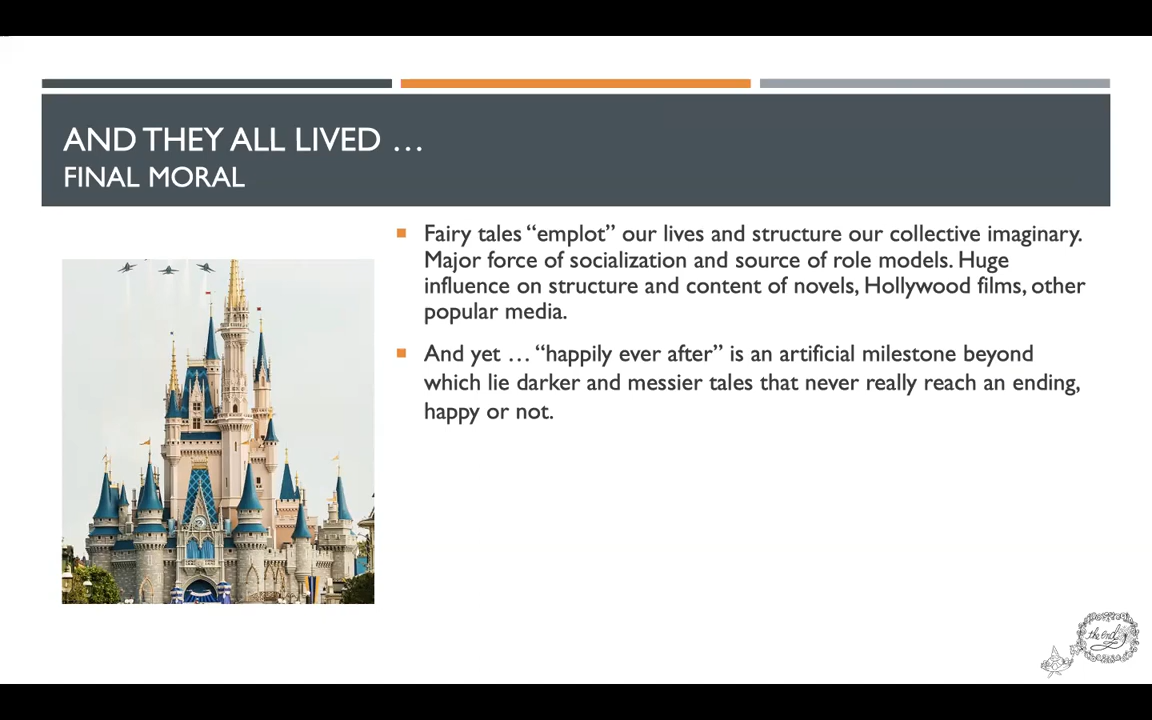 AND THEY ALL LIVED …
FINAL MORAL
Fairy tales “emplot” our lives and structure our collective imaginary.
Major force of socialization and source of role models. Huge
influence on structure and content of novels, Hollywood films, other
popular media.
And yet … “happily ever after” is an artificial milestone beyond
which lie darker and messier tales that never really reach an ending,
happy or not.
the end